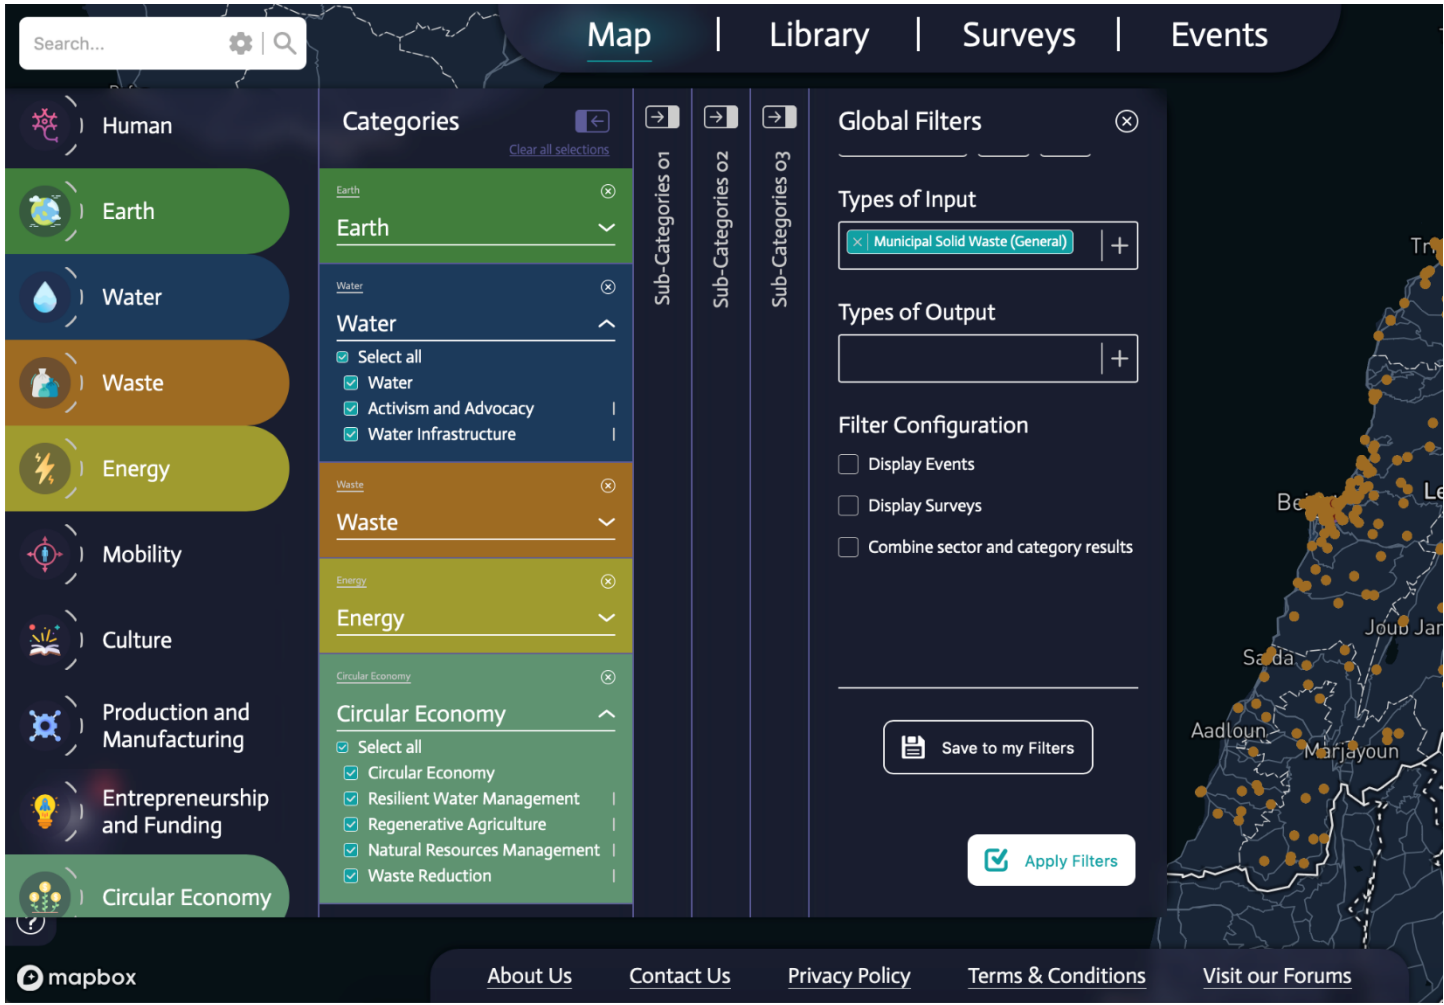 Search...
Map
Library
Surveys
Events
Human
Earth
Water
Waste
Energy
Mobility
Culture
Production and
Manufacturing
Entrepreneurship
and Funding
Circular Economy
Categories
Clear all selections
Earth
Earth
Water
Water
Select all
Water
Activism and Advocacy
Water Infrastructure
Waste
Waste
Energy
Energy
Circular Economy
Circular Economy
Select all
Circular Economy
Resilient Water Management
Regenerative Agriculture
Natural Resources Management
Waste Reduction
Sub-Categories 01
Sub-Categories 02
Sub-Categories 03
Global Filters
Types of Input
Municipal Solid Waste (General)
Types of Output
Filter Configuration
Display Events
Display Surveys
Combine sector and category results
Save to my Filters
Apply Filters
Aadloun
Marjayoun
?
mapbox
About Us
Contact Us
Privacy Policy
Terms & Conditions
Visit our Forums